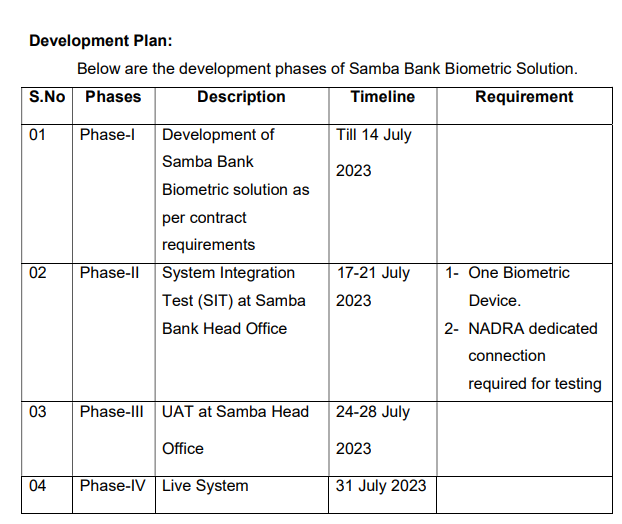 Development Plan:
Below are the development phases of Samba Bank Biometric Solution.
S.No Phases Description Timeline Requirement
01 Phase-I Development of Samba Bank Biometric solution as per contract requirements Till 14 July 2023
02 Phase-II System Integration Test (SIT) at Samba Bank Head Office 17-21 July 2023 1- One Biometric Device. 2- NADRA dedicated connection required for testing
03 Phase-III UAT at Samba Head Office 24-28 July 2023
04 Phase-IV Live System 31 July 2023